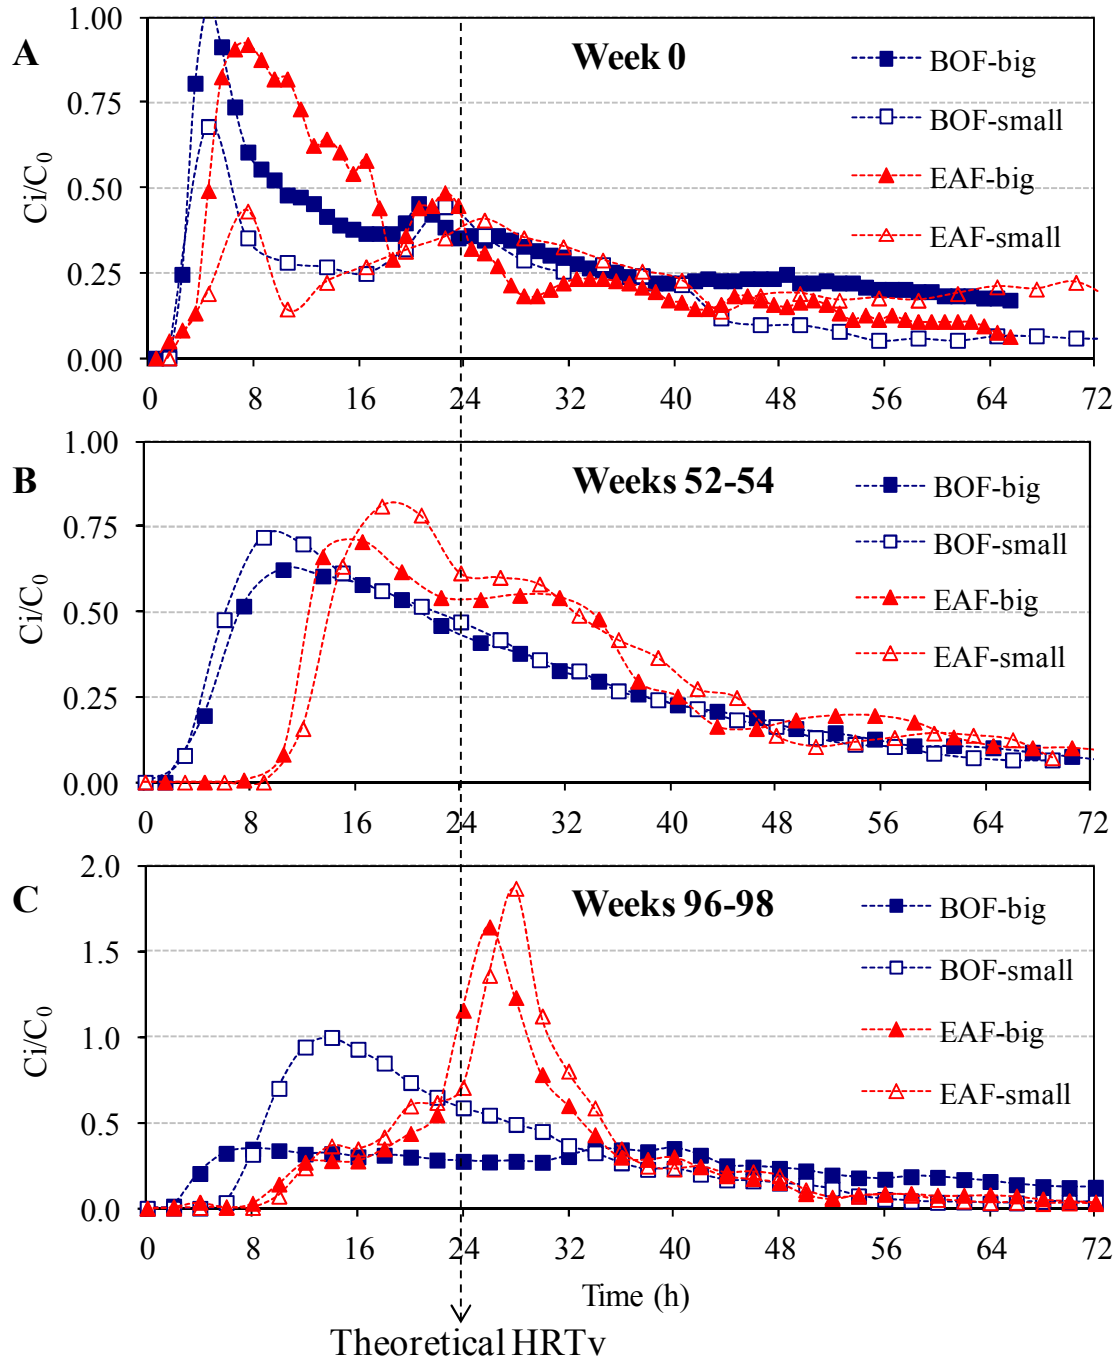 A
Week 0
1.00
0.75
0.50
0.25
0.00
Ci/C0
BOF-big
BOF-small
EAF-big
EAF-small
0 8 16 24 32 40 48 56 64 72
B
Weeks 52-54
1.00
0.75
0.50
0.25
0.00
Ci/C0
BOF-big
BOF-small
EAF-big
EAF-small
0 8 16 24 32 40 48 56 64 72
C
Weeks 96-98
2.0
1.5
1.0
0.5
0.0
Ci/C0
BOF-big
BOF-small
EAF-big
EAF-small
0 8 16 24 32 40 48 56 64 72
Time (h)
Theoretical HRTv